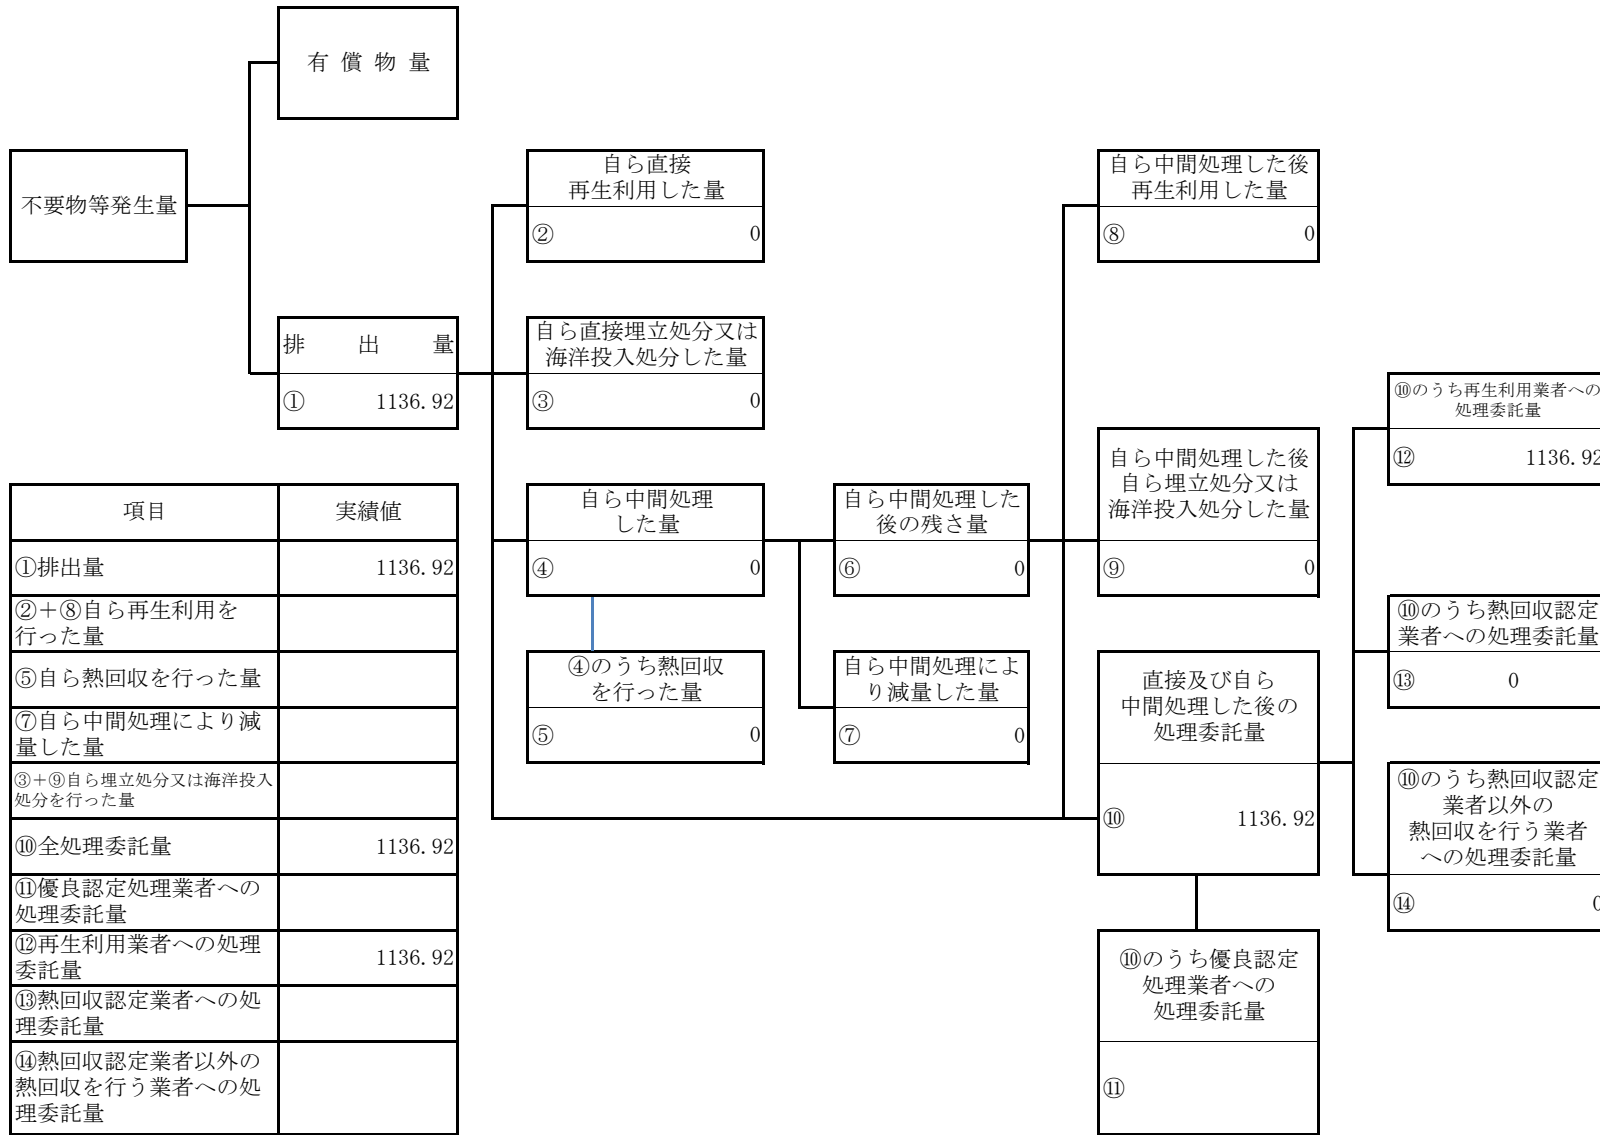 有償物量
不要物等発生量
排出量
① 1136.92
自ら直接
再生利用した量
② 0
自ら直接埋立処分又は
海洋投入処分した量
③ 0
自ら中間処理
した量
④ 0
④のうち熱回収
を行った量
⑤ 0
自ら中間処理した
後の残さ量
⑥ 0
自ら中間処理によ
り減量した量
⑦ 0
自ら中間処理した後
再生利用した量
⑧ 0
自ら中間処理した後
自ら埋立処分又は
海洋投入処分した量
⑨ 0
直接及び自ら
中間処理した後の
処理委託量
⑩ 1136.92
⑩のうち優良認定
処理業者への
処理委託量
⑪
⑩のうち再生利用業者への
処理委託量
⑫ 1136.92
⑩のうち熱回収認定
業者への処理委託量
⑬ 0
⑩のうち熱回収認定
業者以外の
熱回収を行う業者
への処理委託量
⑭ 0
項目 実績値
①排出量 1136.92
②＋⑧自ら再生利用を
行った量
⑤自ら熱回収を行った量
⑦自ら中間処理により減
量した量
③＋⑨自ら埋立処分又は海洋投入
処分を行った量
⑩全処理委託量 1136.92
⑪優良認定処理業者への
処理委託量
⑫再生利用業者への処理
委託量 1136.92
⑬熱回収認定業者への処
理委託量
⑭熱回収認定業者以外の
熱回収を行う業者への処
理委託量